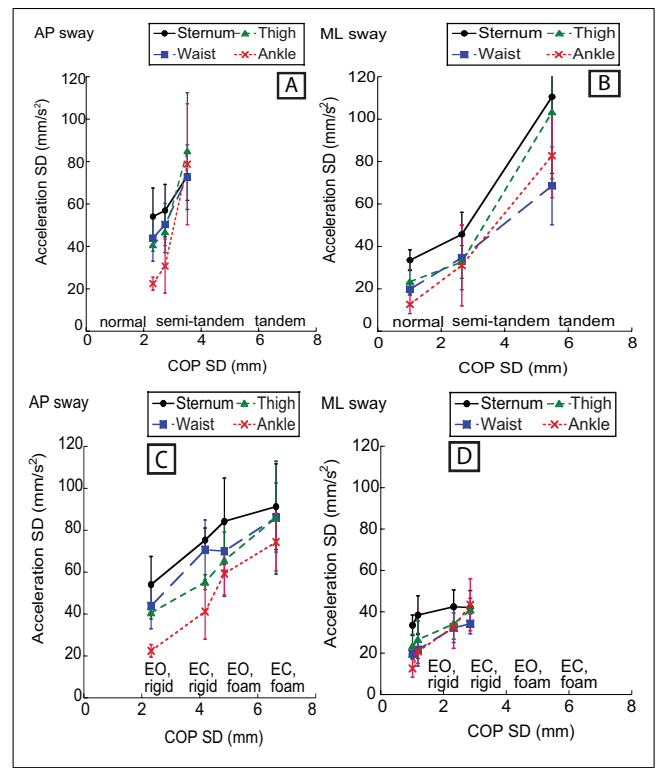 AP sway
Sternum Thigh
Waist Ankle
A
Acceleration SD (mm/s²)
120
100
80
60
40
20
0
normal semi-tandem tandem
0 2 4 6 8
COP SD (mm)
ML sway
Sternum Thigh
Waist Ankle
B
Acceleration SD (mm/s²)
120
100
80
60
40
20
0
normal semi-tandem tandem
0 2 4 6 8
COP SD (mm)
AP sway
Sternum Thigh
Waist Ankle
C
Acceleration SD (mm/s²)
120
100
80
60
40
20
0
EO, EC, EO, EC,
rigid rigid foam foam
0 2 4 6 8
COP SD (mm)
ML sway
Sternum Thigh
Waist Ankle
D
Acceleration SD (mm/s²)
120
100
80
60
40
20
0
EO, EC, EO, EC,
rigid rigid foam foam
0 2 4 6 8
COP SD (mm)